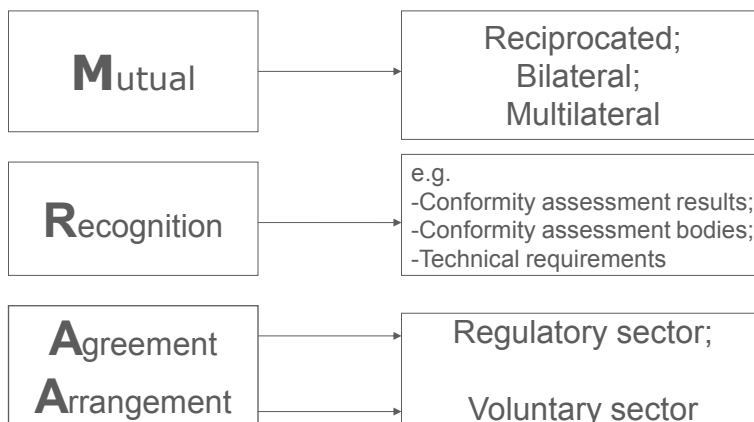 Mutual
Reciprocated;
Bilateral;
Multilateral
Recognition
e.g.
-Conformity assessment results;
-Conformity assessment bodies;
-Technical requirements
Agreement
Arrangement
Regulatory sector;
Voluntary sector